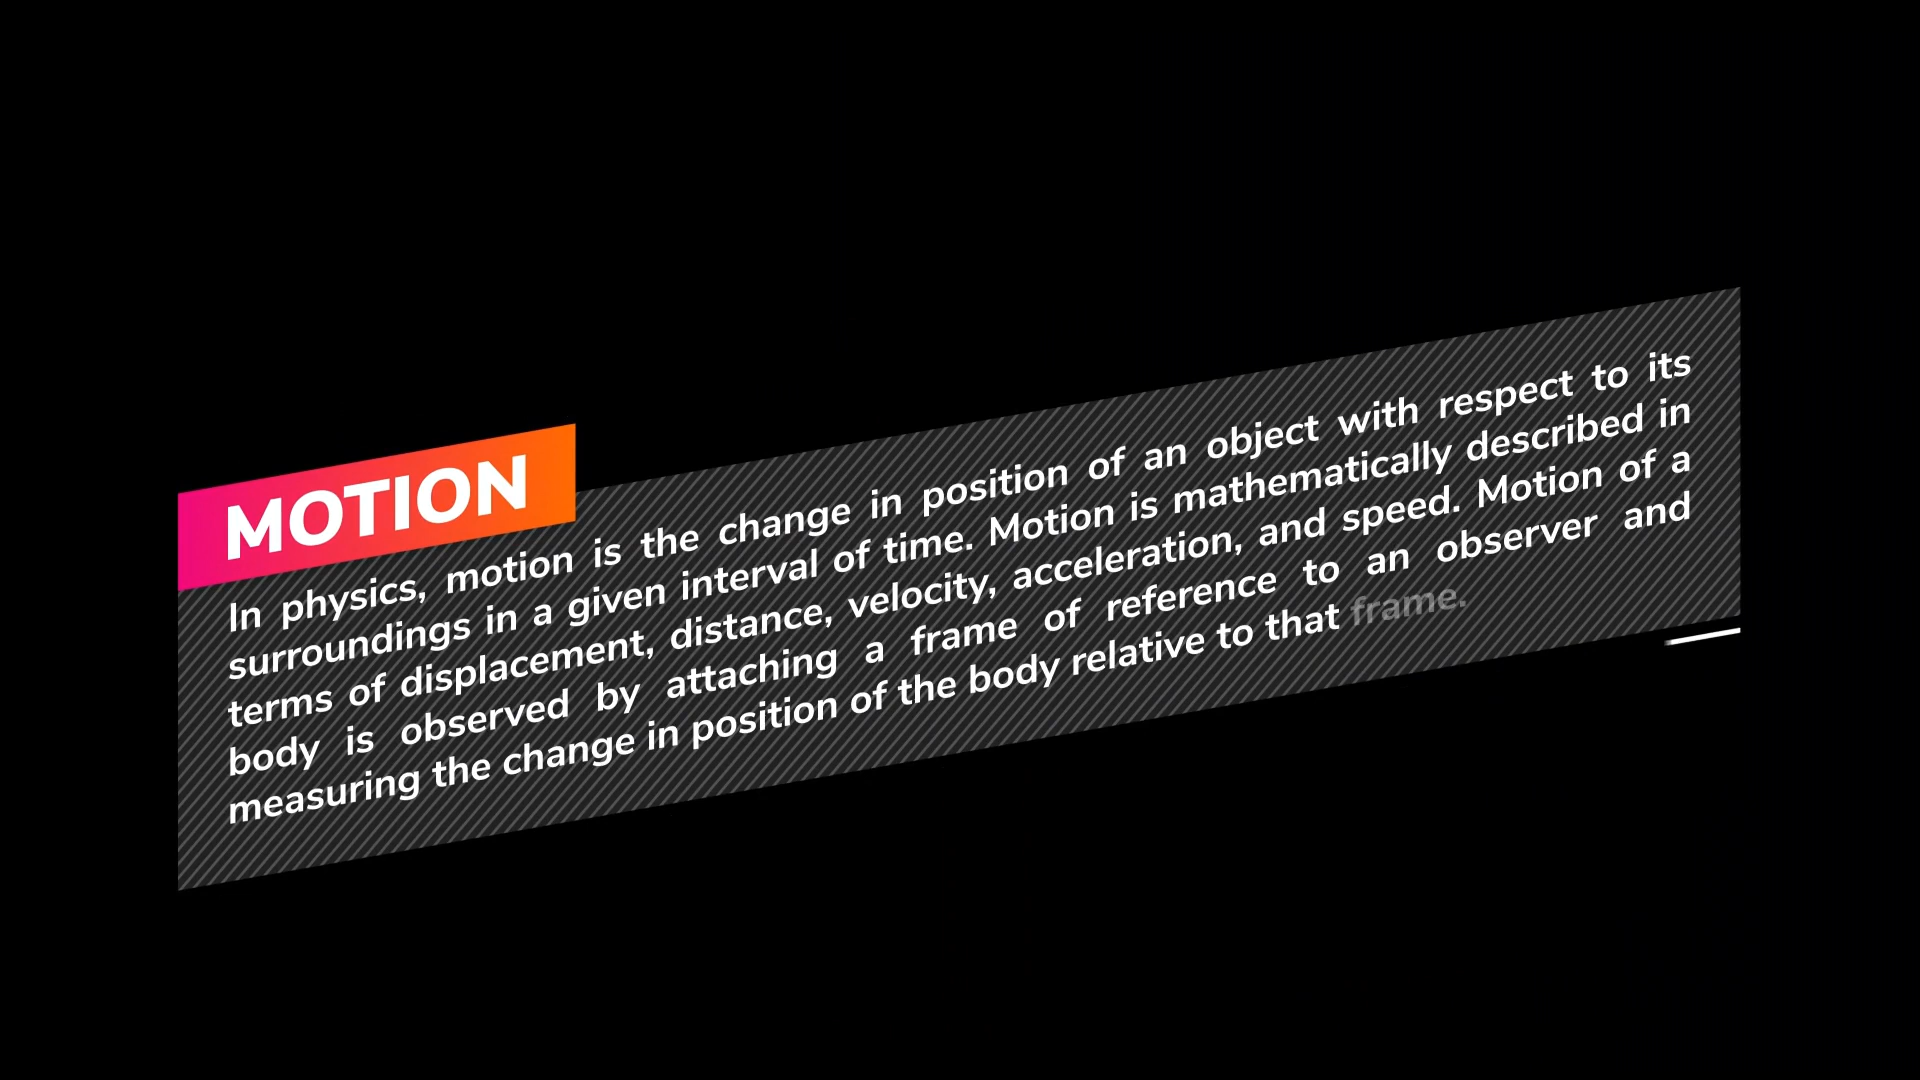 MOTION
In physics, motion is the change in position of an object with respect to its
surroundings in a given interval of time. Motion is mathematically described in
terms of displacement, distance, velocity, acceleration, and speed. Motion of a
body is observed by attaching a frame of reference to an observer and
measuring the change in position of the body relative to that frame.